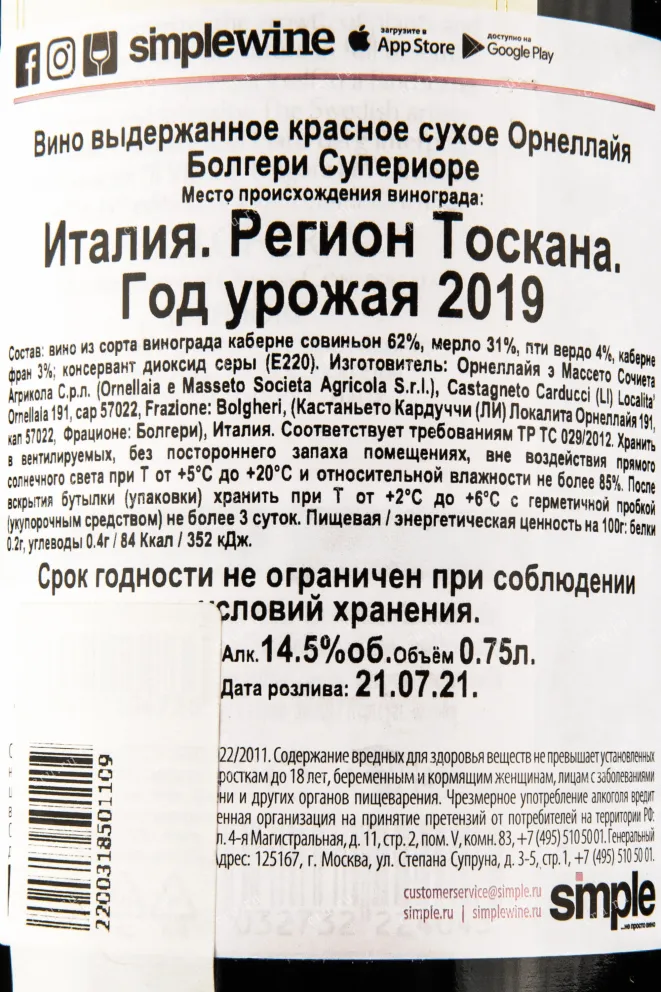 simplewine загрузите в App Store доступно на Google Play
Вино выдержанное красное сухое Орнеллайя
Болгери Супериоре
Место происхождения винограда:
Италия. Регион Тоскана.
Год урожая 2019
Состав: вино из сорта винограда каберне совиньон 62%, мерло 31%, пти вердо 4%, каберне
фран 3%; консервант диоксид серы (Е220). Изготовитель: Орнеллайя э Массето Сочиета
Агрикола С.р.л. (Ornellaia e Masseto Societa Agricola S.r.l.), Castagneto Carducci (LI) Localita'
Ornellaia 191, cap 57022, Frazione: Bolgheri, (Кастаньето Кардуччи (ЛИ) Локалита Орнеллайя 191,
кап 57022, Фрационе: Болгери), Италия. Соответствует требованиям ТР ТС 029/2012. Хранить
в вентилируемых, без постороннего запаха помещениях, вне воздействия прямого
солнечного света при Т от +5°С до +20°С и относительной влажности не более 85%. После
вскрытия бутылки (упаковки) хранить при Т от +2°С до +6°С с герметичной пробкой
(укупорочным средством) не более 3 суток. Пищевая / энергетическая ценность на 100г: белки
0.2г, углеводы 0.4г / 84 Ккал / 352 кДж.
Срок годности не ограничен при соблюдении
условий хранения.
Алк. 14.5%об. Объём 0.75л.
Дата розлива: 21.07.21.
22/2011. Содержание вредных для здоровья веществ не превышает установленных
росткам до 18 лет, беременным и кормящим женщинам, лицам с заболеваниями
ни и других органов пищеварения. Чрезмерное употребление алкоголя вредит
енная организация на принятие претензий от потребителей на территории РФ:
л. 4-я Магистральная, д. 11, стр. 2, пом. V, комн. 83, +7 (495) 510 50 01. Генеральный
дрес: 125167, г. Москва, ул. Степана Супруна, д. 3-5, стр. 1, +7 (495) 510 50 01.
customerservice@simple.ru
simple.ru | simplewine.ru
simple
...не просто вино
2200318501109